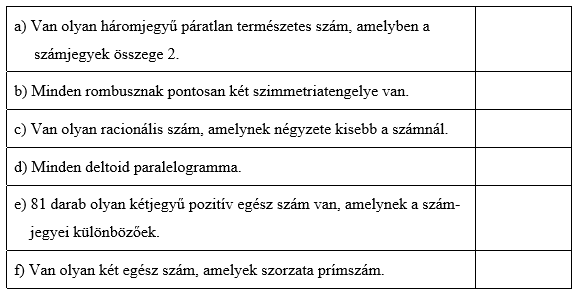 a) Van olyan háromjegyű páratlan természetes szám, amelyben a
számjegyek összege 2.
b) Minden rombusznak pontosan két szimmetriatengelye van.
c) Van olyan racionális szám, amelynek négyzete kisebb a számnál.
d) Minden deltoid paralelogramma.
e) 81 darab olyan kétjegyű pozitív egész szám van, amelynek a szám-
jegyei különbözőek.
f) Van olyan két egész szám, amelyek szorzata prímszám.